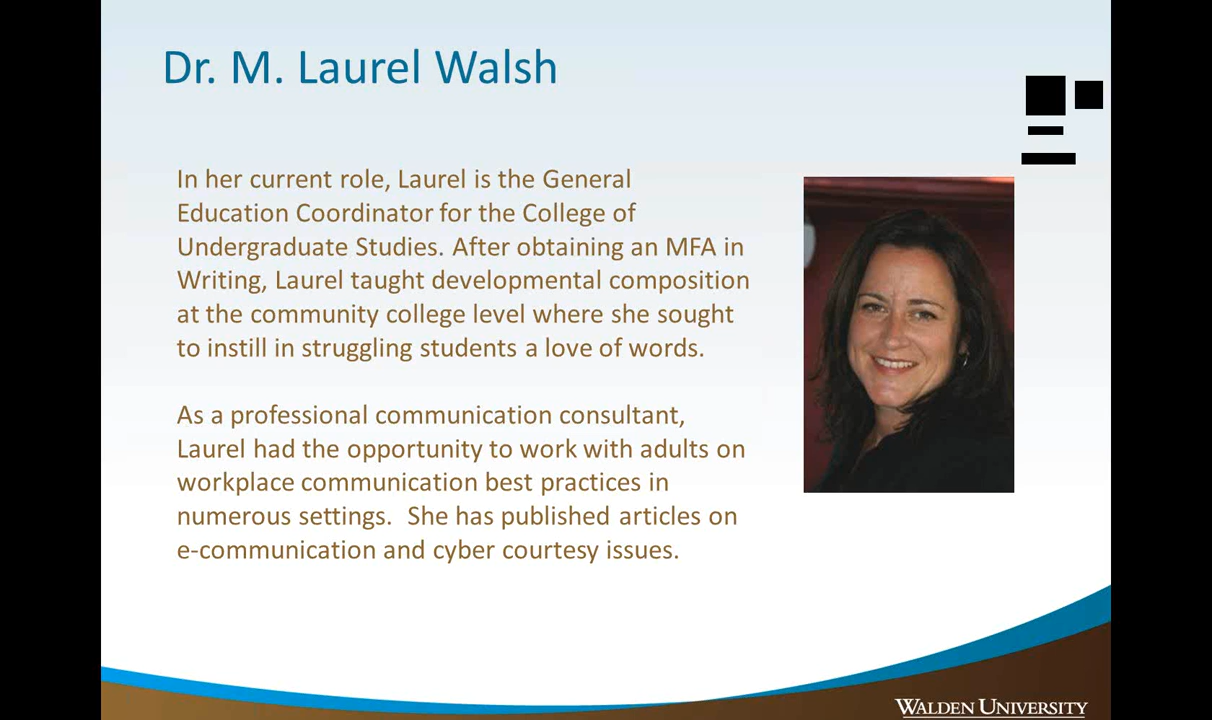 Dr. M. Laurel Walsh
In her current role, Laurel is the General
Education Coordinator for the College of
Undergraduate Studies. After obtaining an MFA in
Writing, Laurel taught developmental composition
at the community college level where she sought
to instill in struggling students a love of words.
As a professional communication consultant,
Laurel had the opportunity to work with adults on
workplace communication best practices in
numerous settings.  She has published articles on
e-communication and cyber courtesy issues.
WALDEN UNIVERSITY